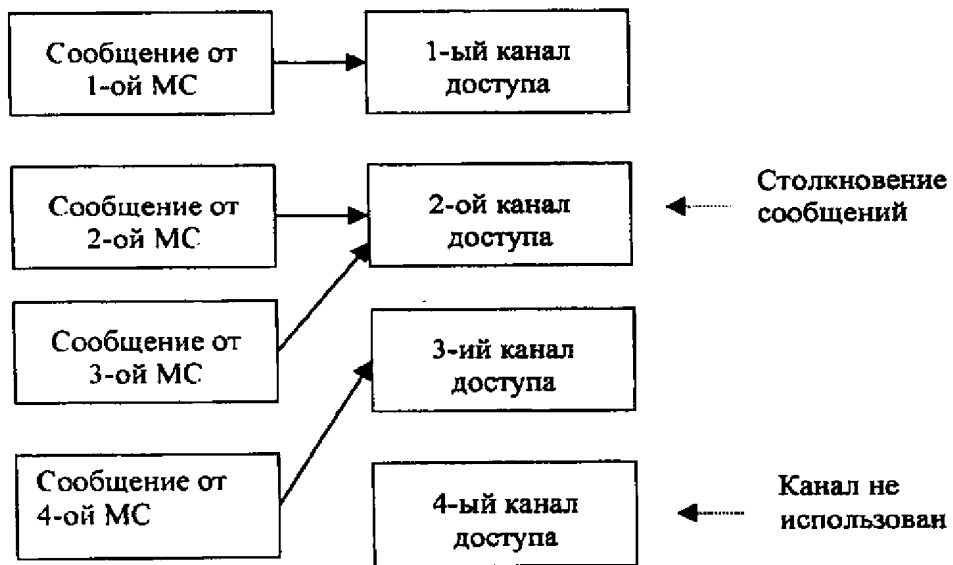 Сообщение от
1-ой МС
1-ый канал
доступа
Сообщение от
2-ой МС
2-ой канал
доступа
Столкновение
сообщений
Сообщение от
3-ой МС
3-ий канал
доступа
Сообщение от
4-ой МС
4-ый канал
доступа
Канал не
использован